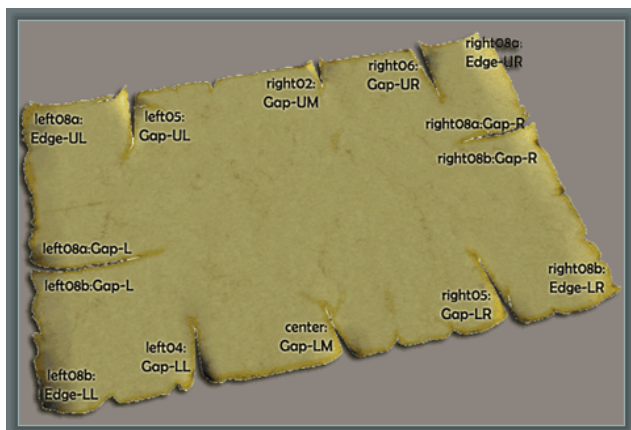 right08a:
Edge-UR
right06:
Gap-UR
right02:
Gap-UM
left08a:
Edge-UL
left05:
Gap-UL
right08a:Gap-R
right08b:Gap-R
left08a:Gap-L
left08b:Gap-L
right08b:
Edge-LR
right05:
Gap-LR
center:
Gap-LM
left04:
Gap-LL
left08b:
Edge-LL